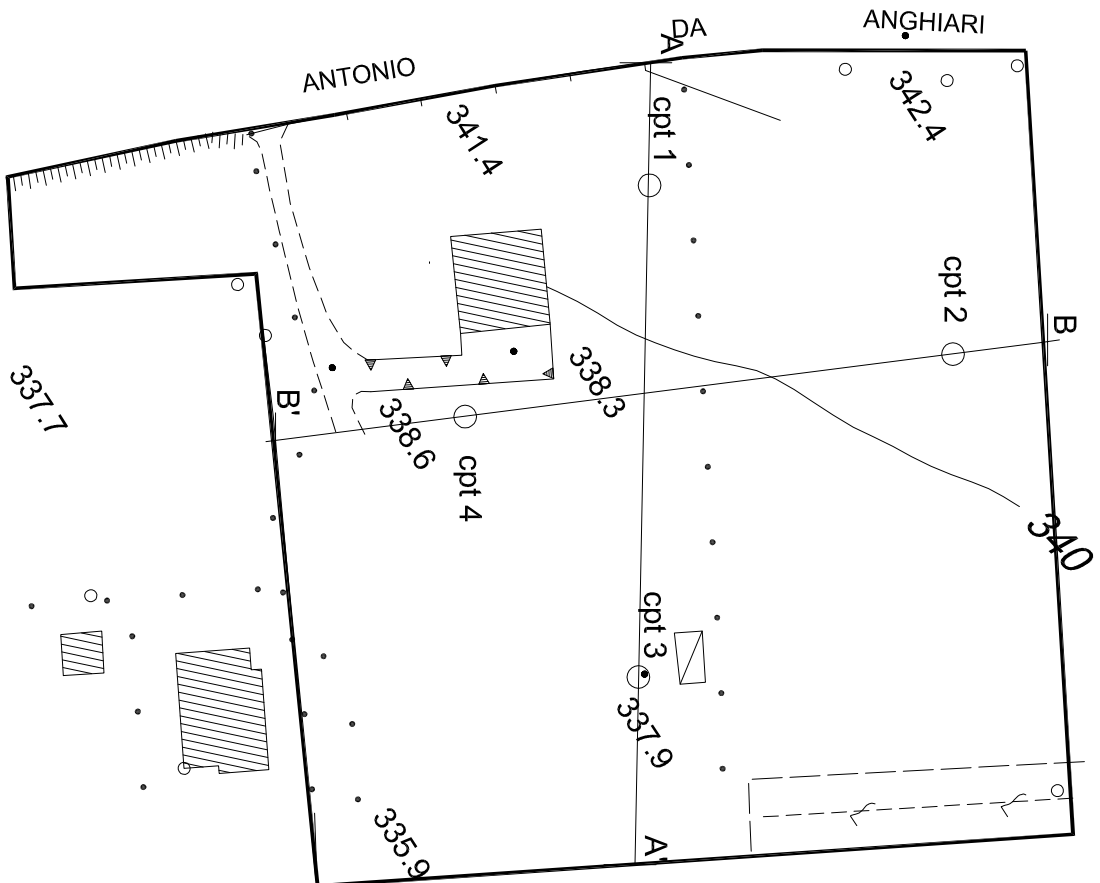 ANTONIO
DA
ANGHIARI
A
342.4
341.4
cpt 1
cpt 2
B
338.3
337.7
B'
338.6
cpt 4
340
cpt 3
337.9
335.9
A'